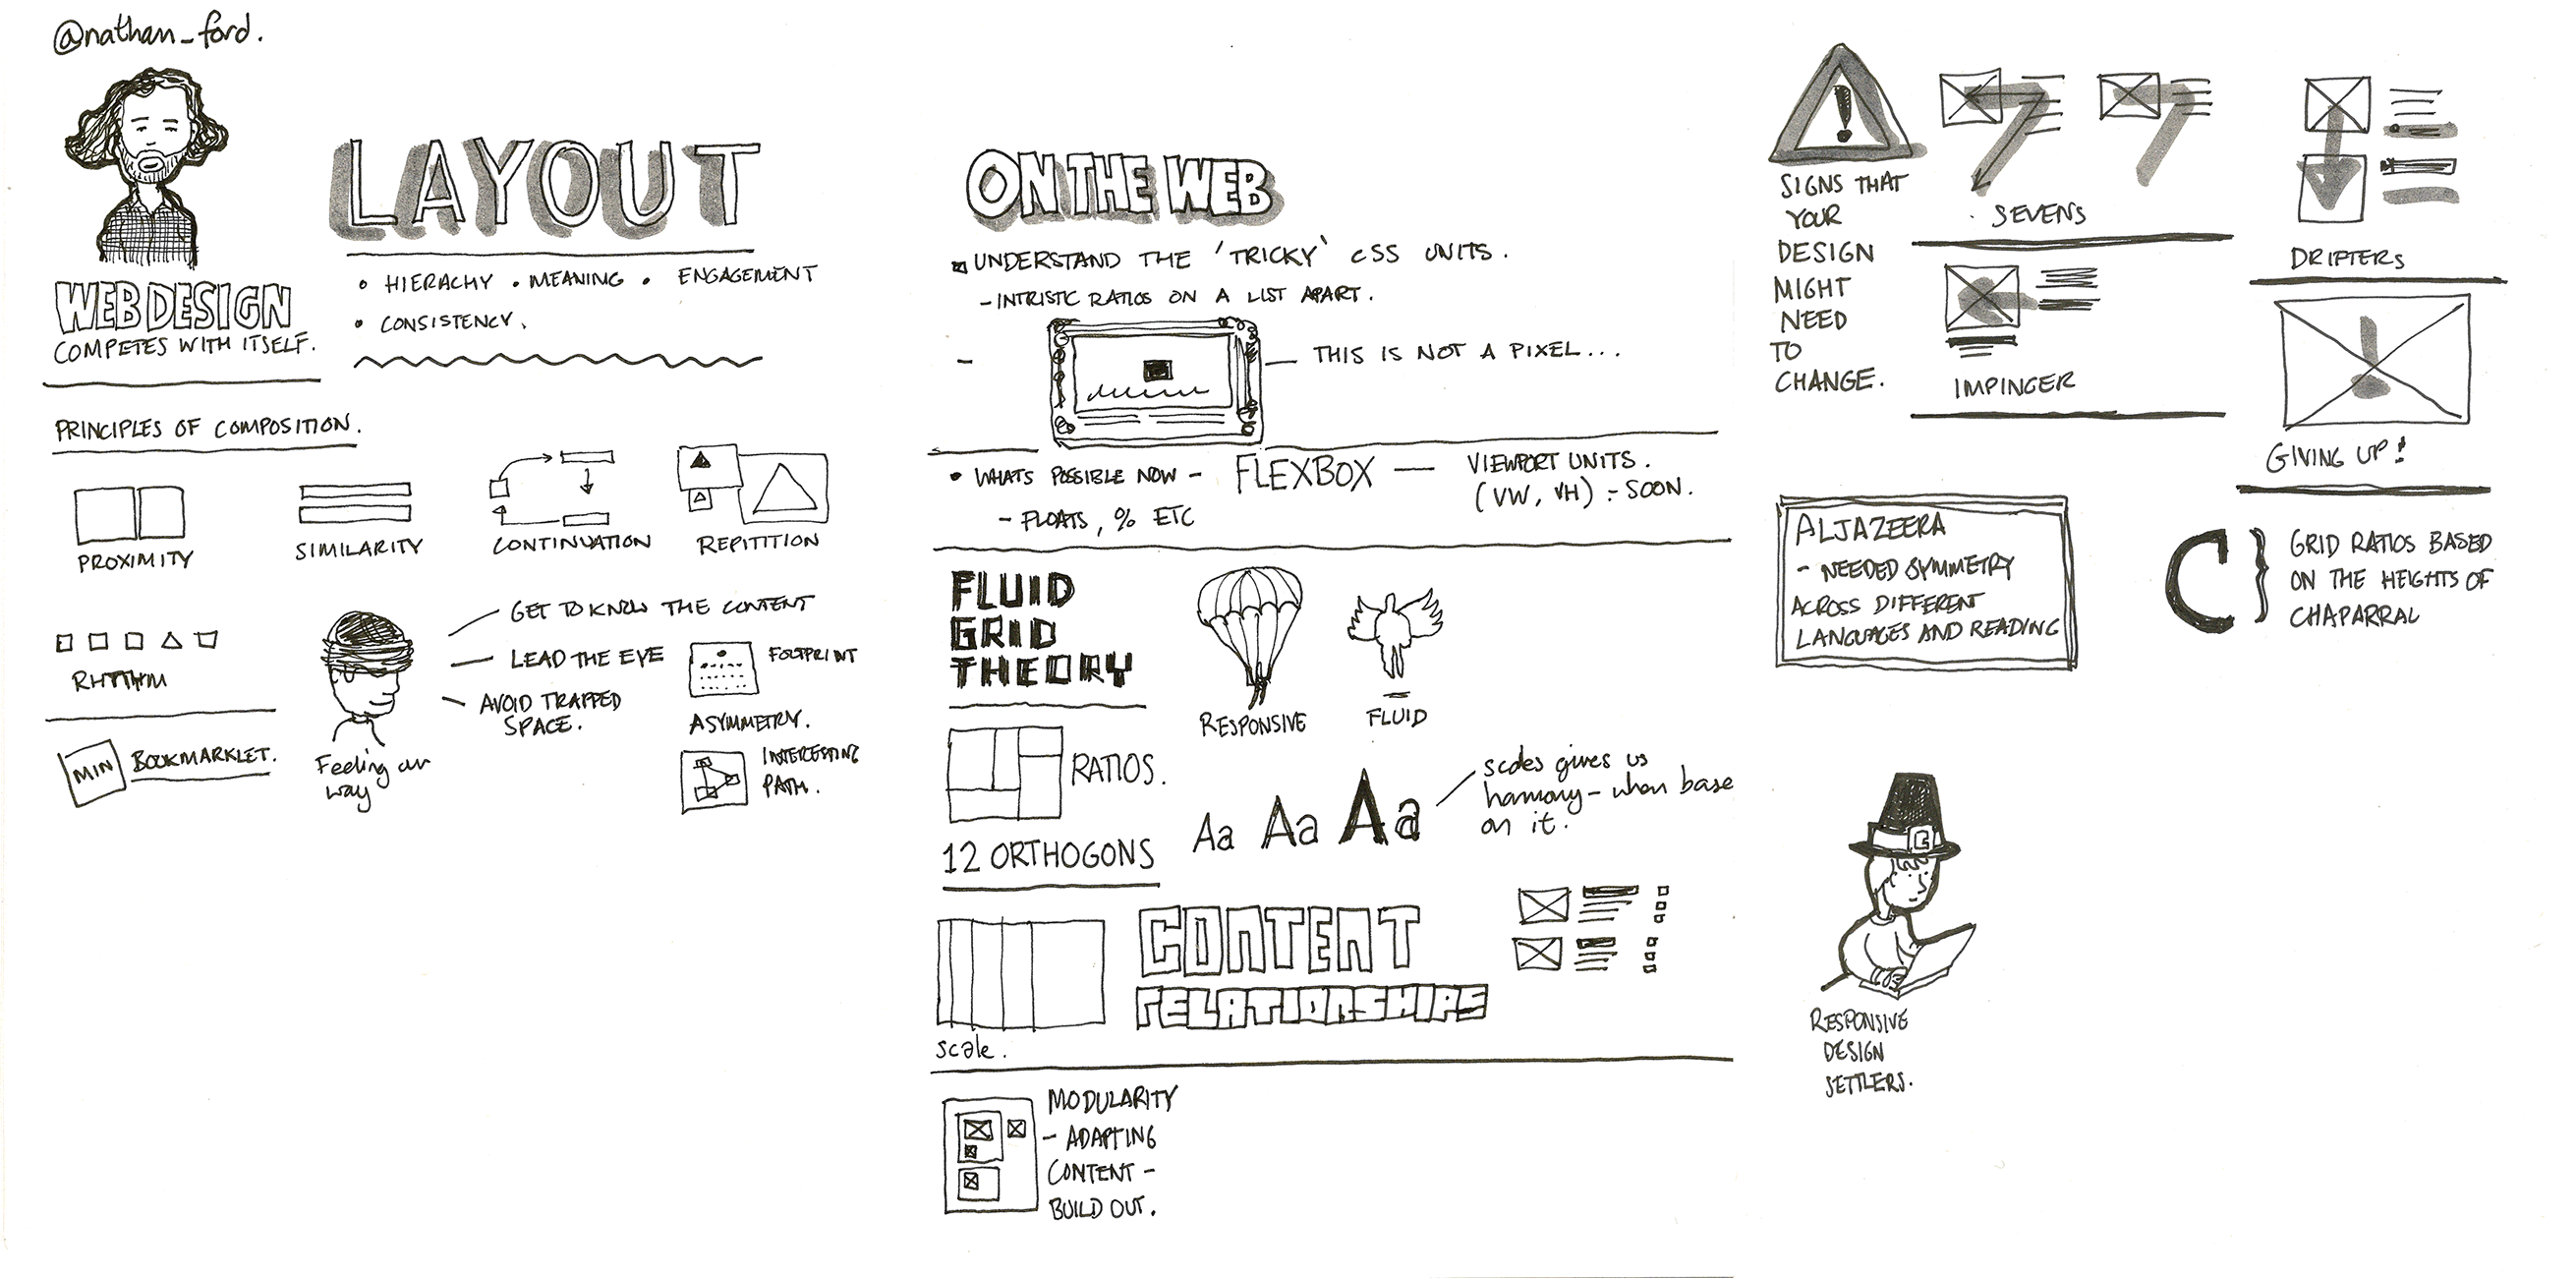 @nathan_ford.
WEB DESIGN
COMPETES WITH ITSELF.
LAYOUT
• HIERACHY • MEANING • ENGAGEMENT
• CONSISTENCY.
PRINCIPLES OF COMPOSITION.
PROXIMITY
SIMILARITY
CONTINUATION
REPITITION
RHYTHM
GET TO KNOW THE CONTENT
LEAD THE EYE
AVOID TRAPPED
SPACE.
FOOTPRINT
ASYMMETRY.
INTERESTING
PATH.
MIN
BOOKMARKLET.
Feeling our
way
ON THE WEB
UNDERSTAND THE 'TRICKY' CSS UNITS.
- INTRISTIC RATIOS ON A LIST APART.
- THIS IS NOT A PIXEL...
• WHATS POSSIBLE NOW - FLEXBOX — VIEWPORT UNITS.
(VW, VH) :- SOON.
- FLOATS, % ETC
FLUID
GRID
THEORY
RESPONSIVE
FLUID
RATIOS.
12 ORTHOGONS
Aa Aa Aa
scales gives us
harmony - when base
on it.
scale.
CONTENT
RELATIONSHIPS
MODULARITY
- ADAPTING
CONTENT -
BUILD OUT.
!
SIGNS THAT
YOUR
DESIGN
MIGHT
NEED
TO
CHANGE.
SEVENS
DRIFTERS
IMPINGER
!
GIVING UP!
ALJAZEERA
- NEEDED SYMMETRY
ACROSS DIFFERENT
LANGUAGES AND READING
C } GRID RATIOS BASED
ON THE HEIGHTS OF
CHAPARRAL
RESPONSIVE
DESIGN
SETTLERS.